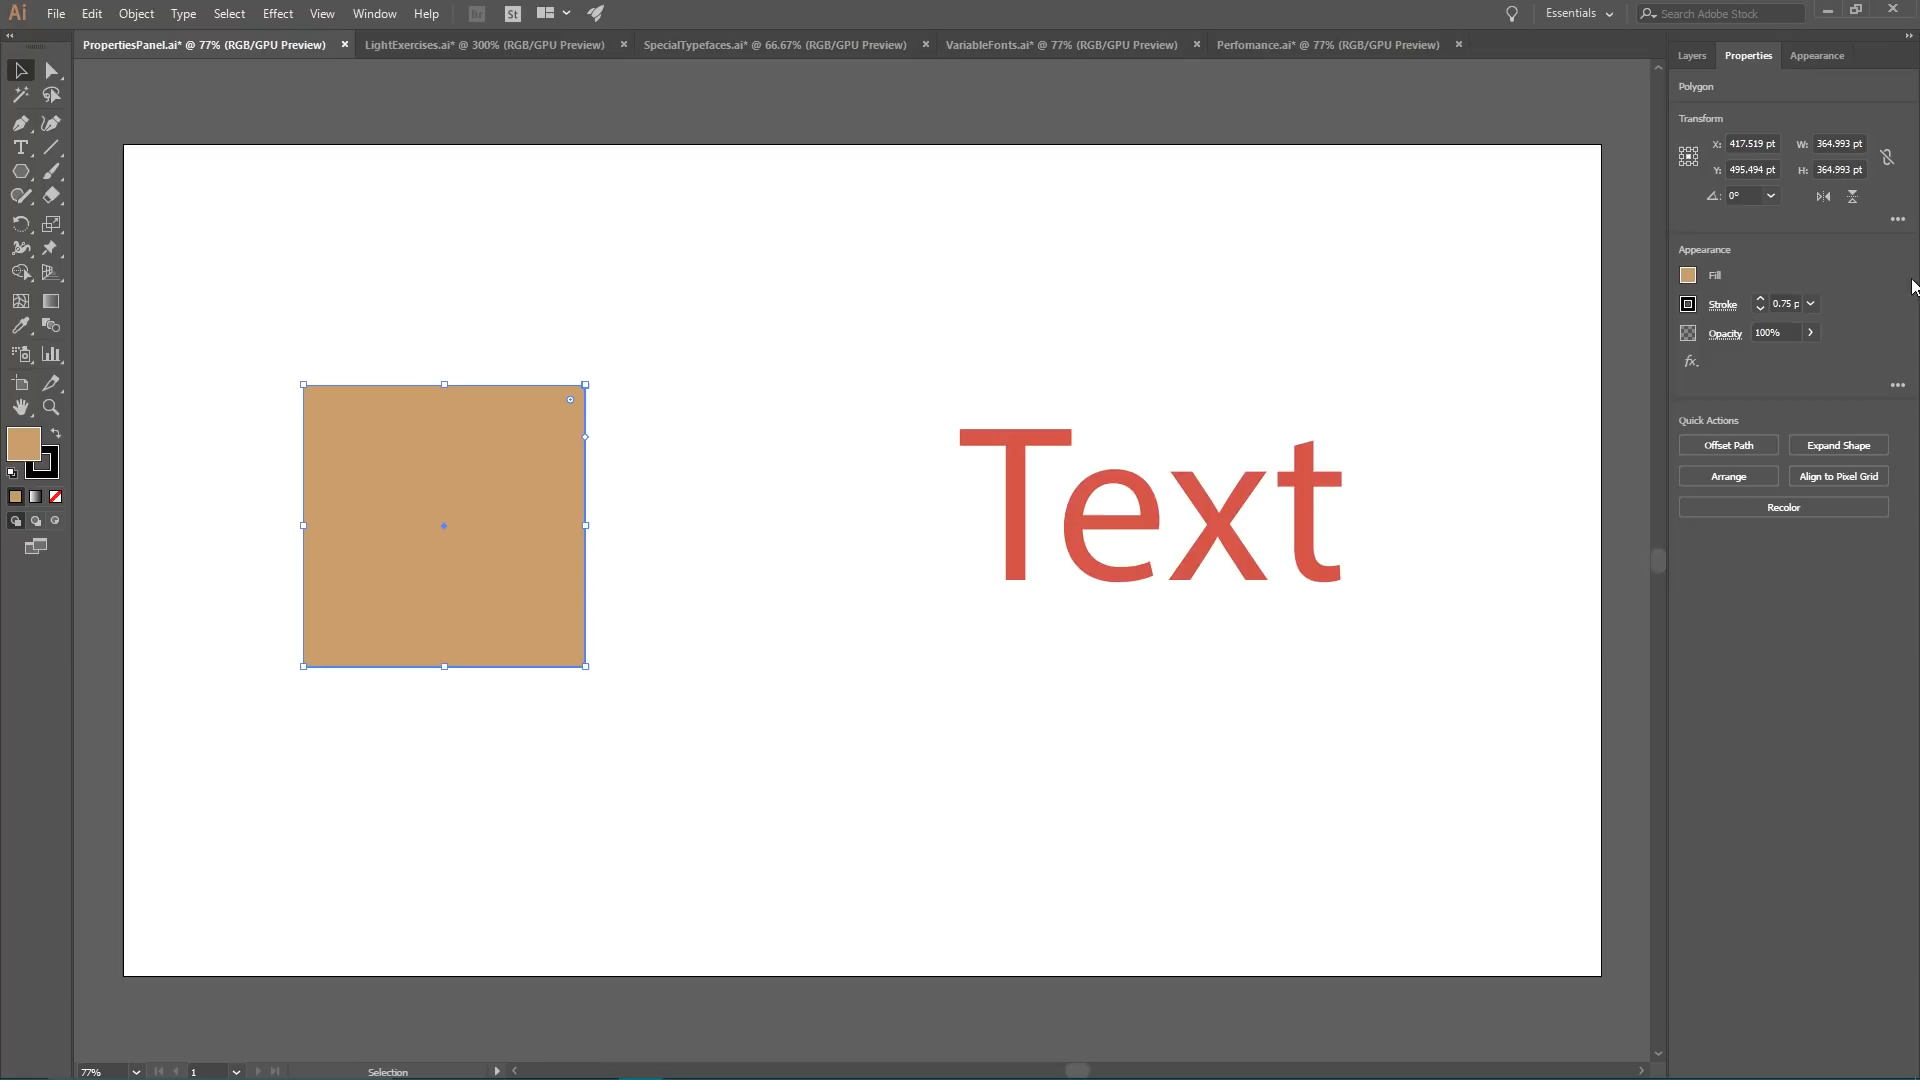 Ai File Edit Object Type Select Effect View Window Help Br St Essentials Search Adobe Stock
PropertiesPanel.ai* @ 77% (RGB/GPU Preview) LightExercises.ai* @ 300% (RGB/GPU Preview) SpecialTypefaces.ai* @ 66.67% (RGB/GPU Preview) VariableFonts.ai* @ 77% (RGB/GPU Preview) Perfomance.ai* @ 77% (RGB/GPU Preview)
Layers Properties Appearance
Polygon
Transform
X: 417.519 pt W: 364.993 pt
Y: 495.494 pt H: 364.993 pt
0°
Appearance
Fill
Stroke 0.75 p
Opacity 100%
fx.
Quick Actions
Offset Path Expand Shape
Arrange Align to Pixel Grid
Recolor
Text
77% 1 Selection